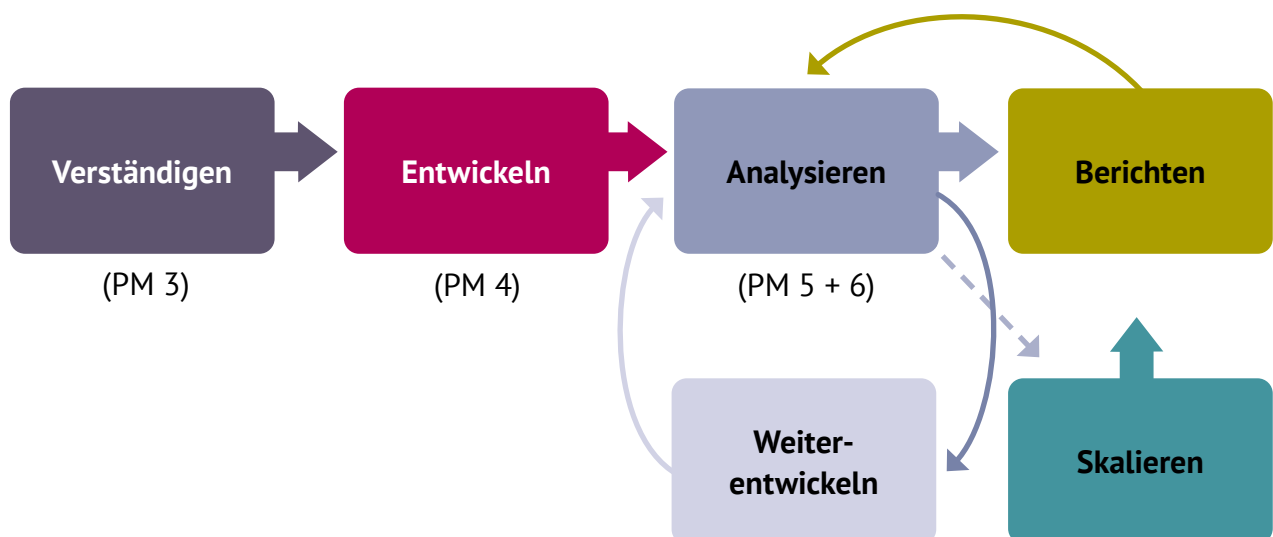 Verständigen
Entwickeln
Analysieren
Berichten
(PM 3)
(PM 4)
(PM 5 + 6)
Weiter-
entwickeln
Skalieren